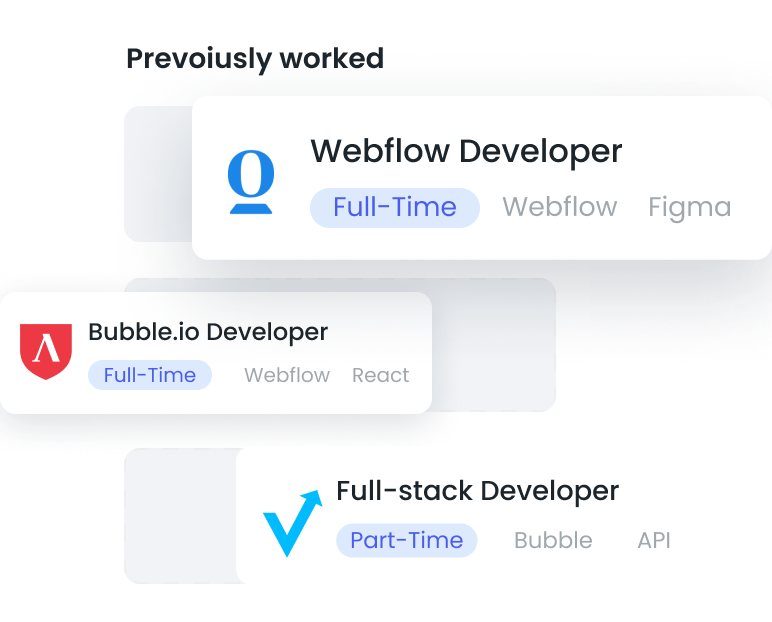 Prevoiusly worked
Webflow Developer
Full-Time Webflow Figma
Bubble.io Developer
Full-Time Webflow React
Full-stack Developer
Part-Time Bubble API